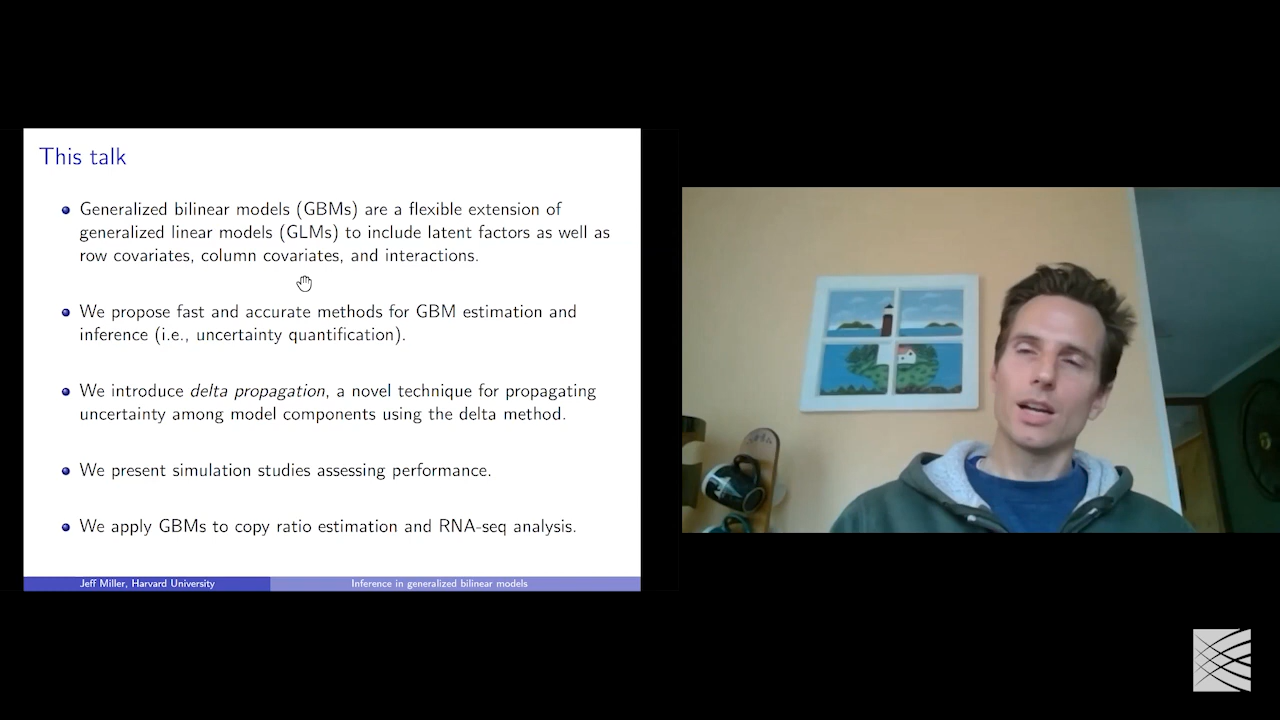 This talk
Generalized bilinear models (GBMs) are a flexible extension of
generalized linear models (GLMs) to include latent factors as well as
row covariates, column covariates, and interactions.
We propose fast and accurate methods for GBM estimation and
inference (i.e., uncertainty quantification).
We introduce delta propagation, a novel technique for propagating
uncertainty among model components using the delta method.
We present simulation studies assessing performance.
We apply GBMs to copy ratio estimation and RNA-seq analysis.
Jeff Miller, Harvard University
Inference in generalized bilinear models